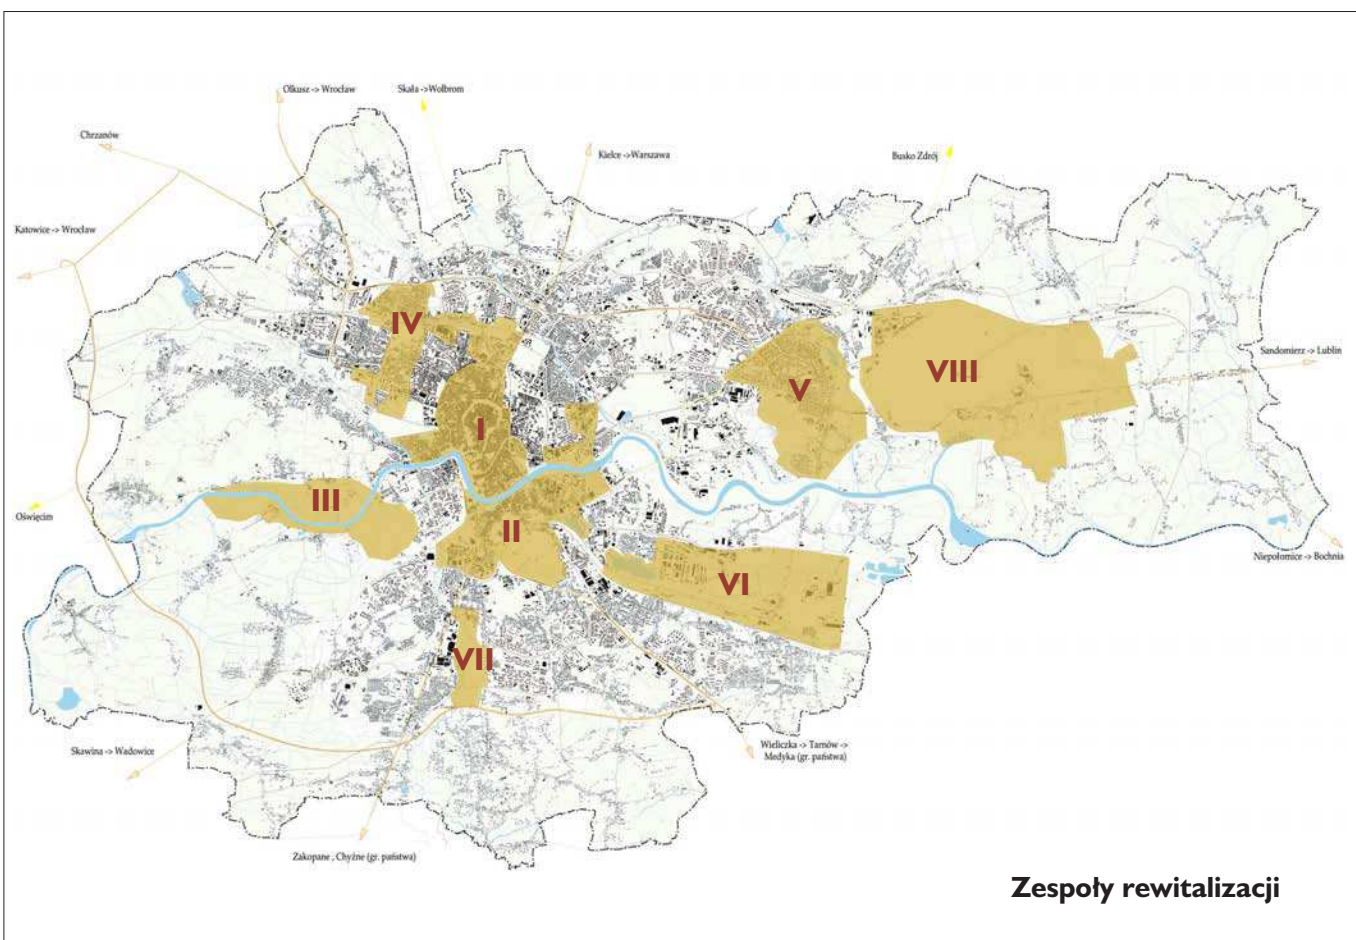 Olkusz -> Wrocław
Skała ->Wolbrom
Chrzanów
Kielce ->Warszawa
Busko Zdrój
Katowice -> Wrocław
IV
Sandomierz -> Lublin
VIII
V
I
III
Oświęcim
II
Niepołomice -> Bochnia
VI
VII
Skawina -> Wadowice
Wieliczka -> Tarnów ->
Medyka (gr. państwa)
Zakopane , Chyżne (gr. państwa)
Zespoły rewitalizacji